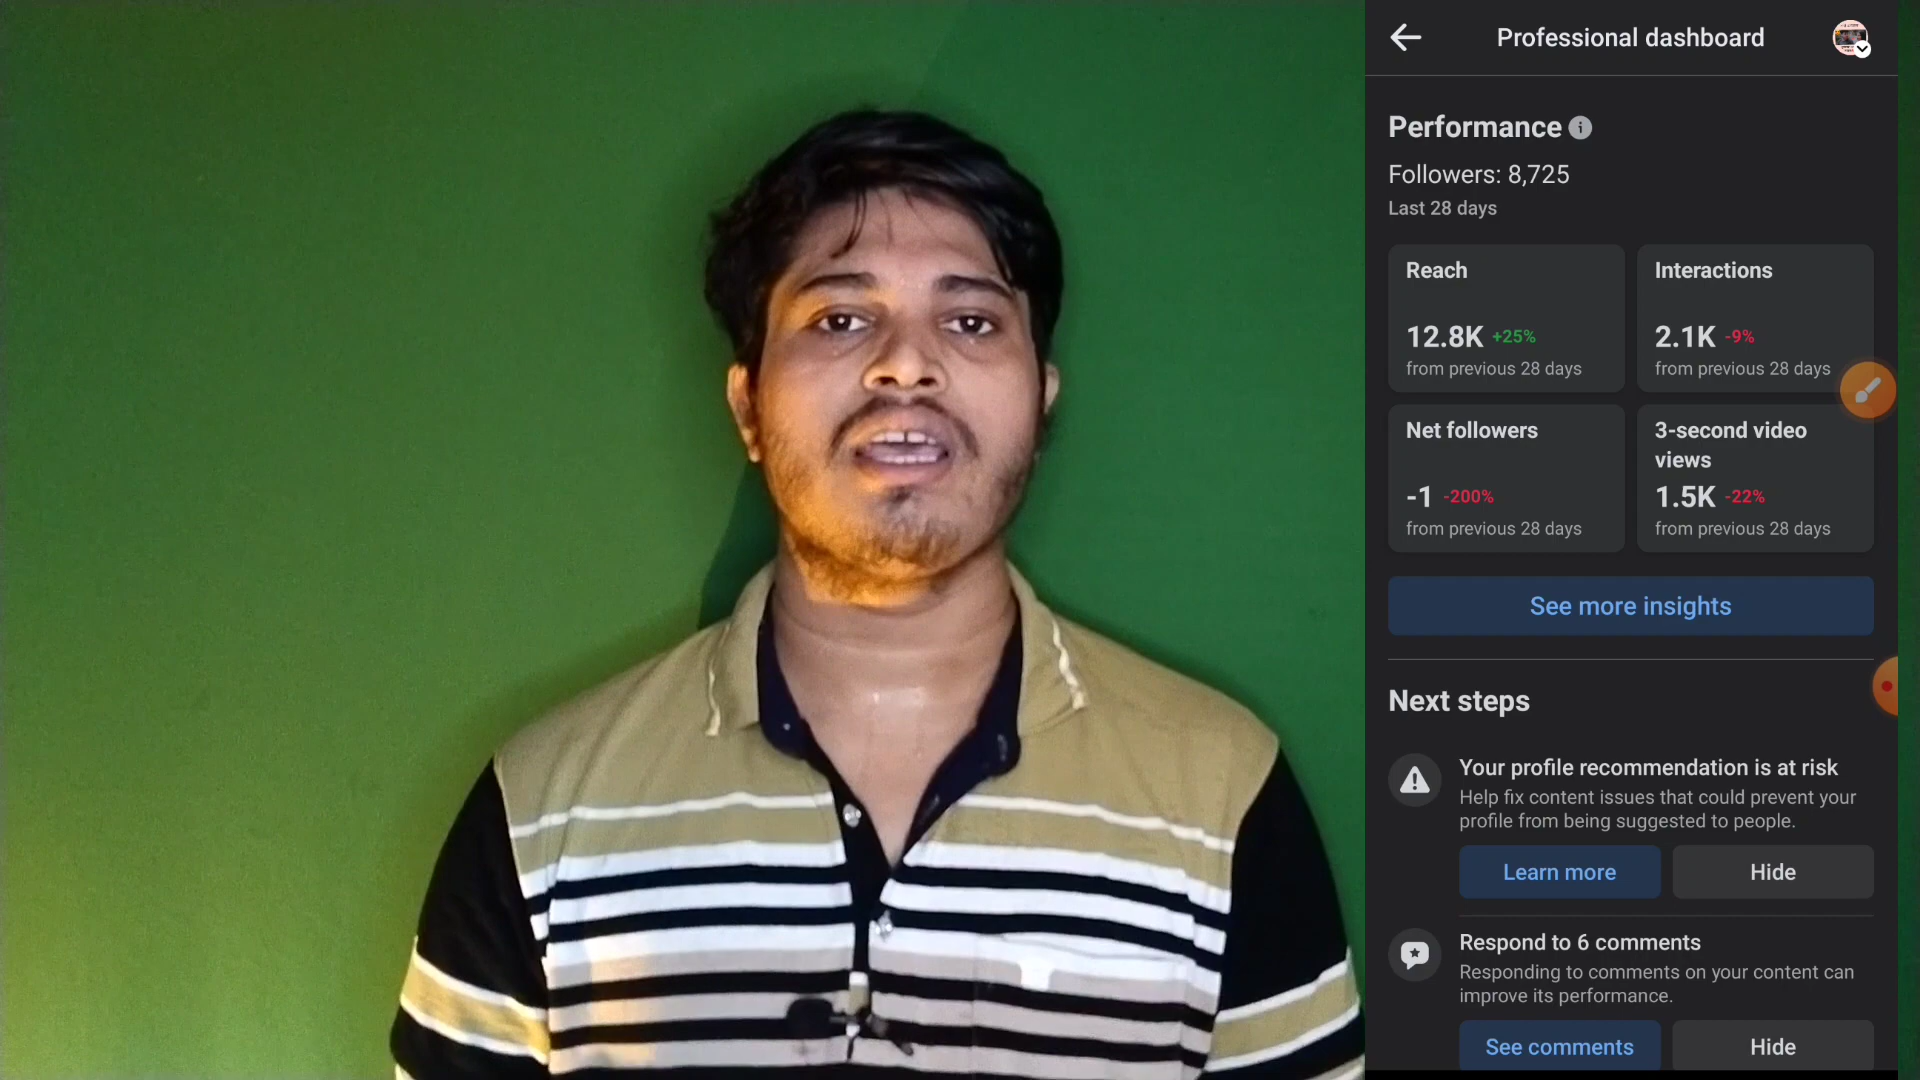 Professional dashboard
Performance
Followers: 8,725
Last 28 days
Reach
12.8K +25%
from previous 28 days
Interactions
2.1K -9%
from previous 28 days
Net followers
-1 -200%
from previous 28 days
3-second video
views
1.5K -22%
from previous 28 days
See more insights
Next steps
Your profile recommendation is at risk
Help fix content issues that could prevent your
profile from being suggested to people.
Learn more
Hide
Respond to 6 comments
Responding to comments on your content can
improve its performance.
See comments
Hide